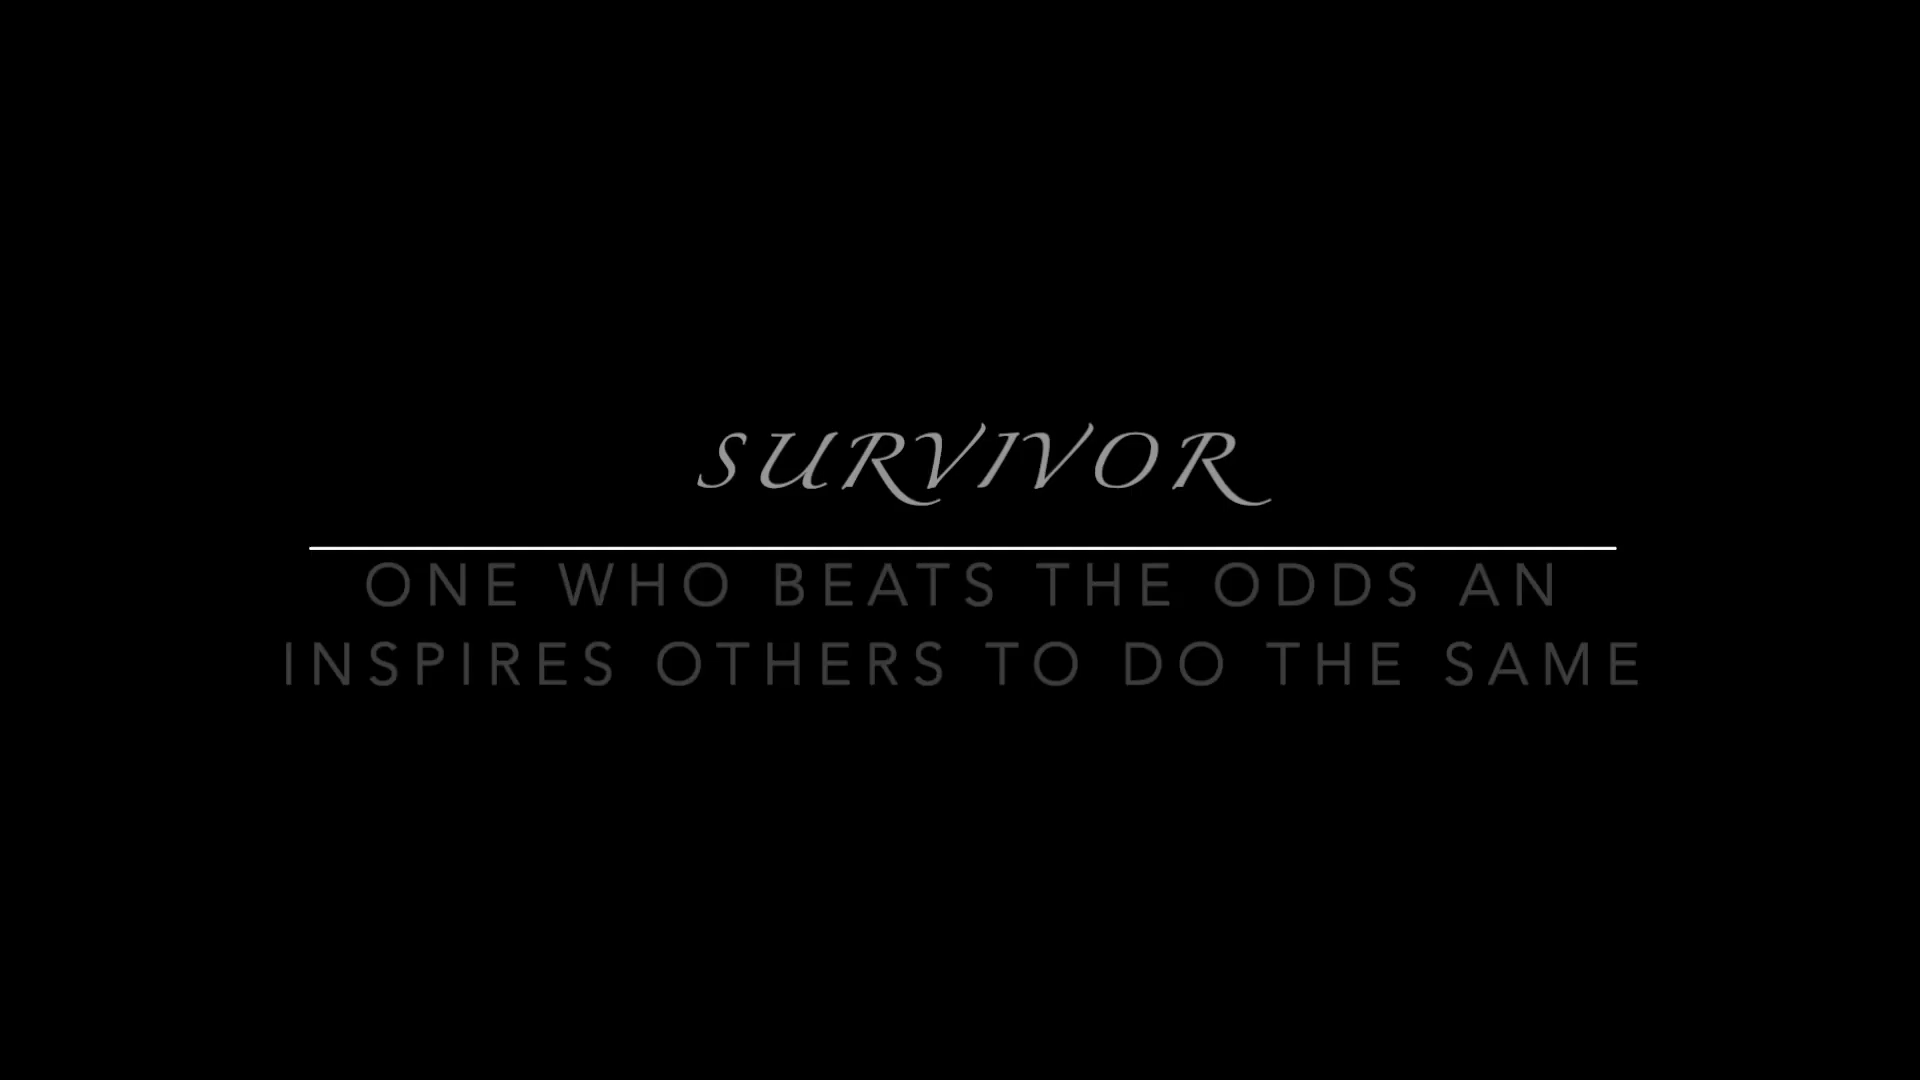 SURVIVOR
ONE WHO BEATS THE ODDS AN
INSPIRES OTHERS TO DO THE SAME